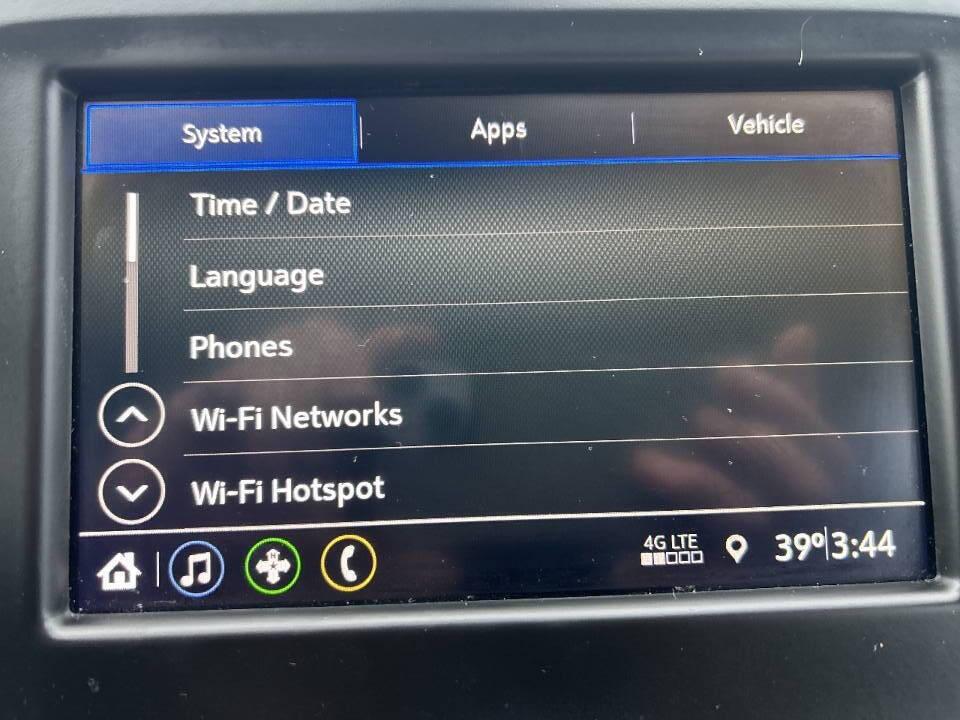 System
Apps
Vehicle
Time / Date
Language
Phones
Wi-Fi Networks
Wi-Fi Hotspot
4G LTE
39°
3:44